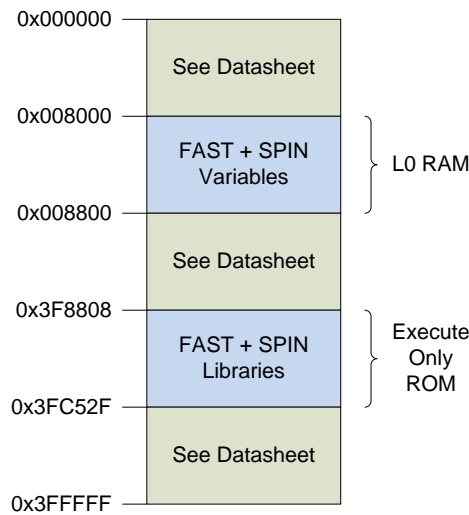 0x000000
See Datasheet
0x008000
FAST + SPIN
Variables
L0 RAM
0x008800
See Datasheet
0x3F8808
FAST + SPIN
Libraries
Execute
Only
ROM
0x3FC52F
See Datasheet
0x3FFFFF